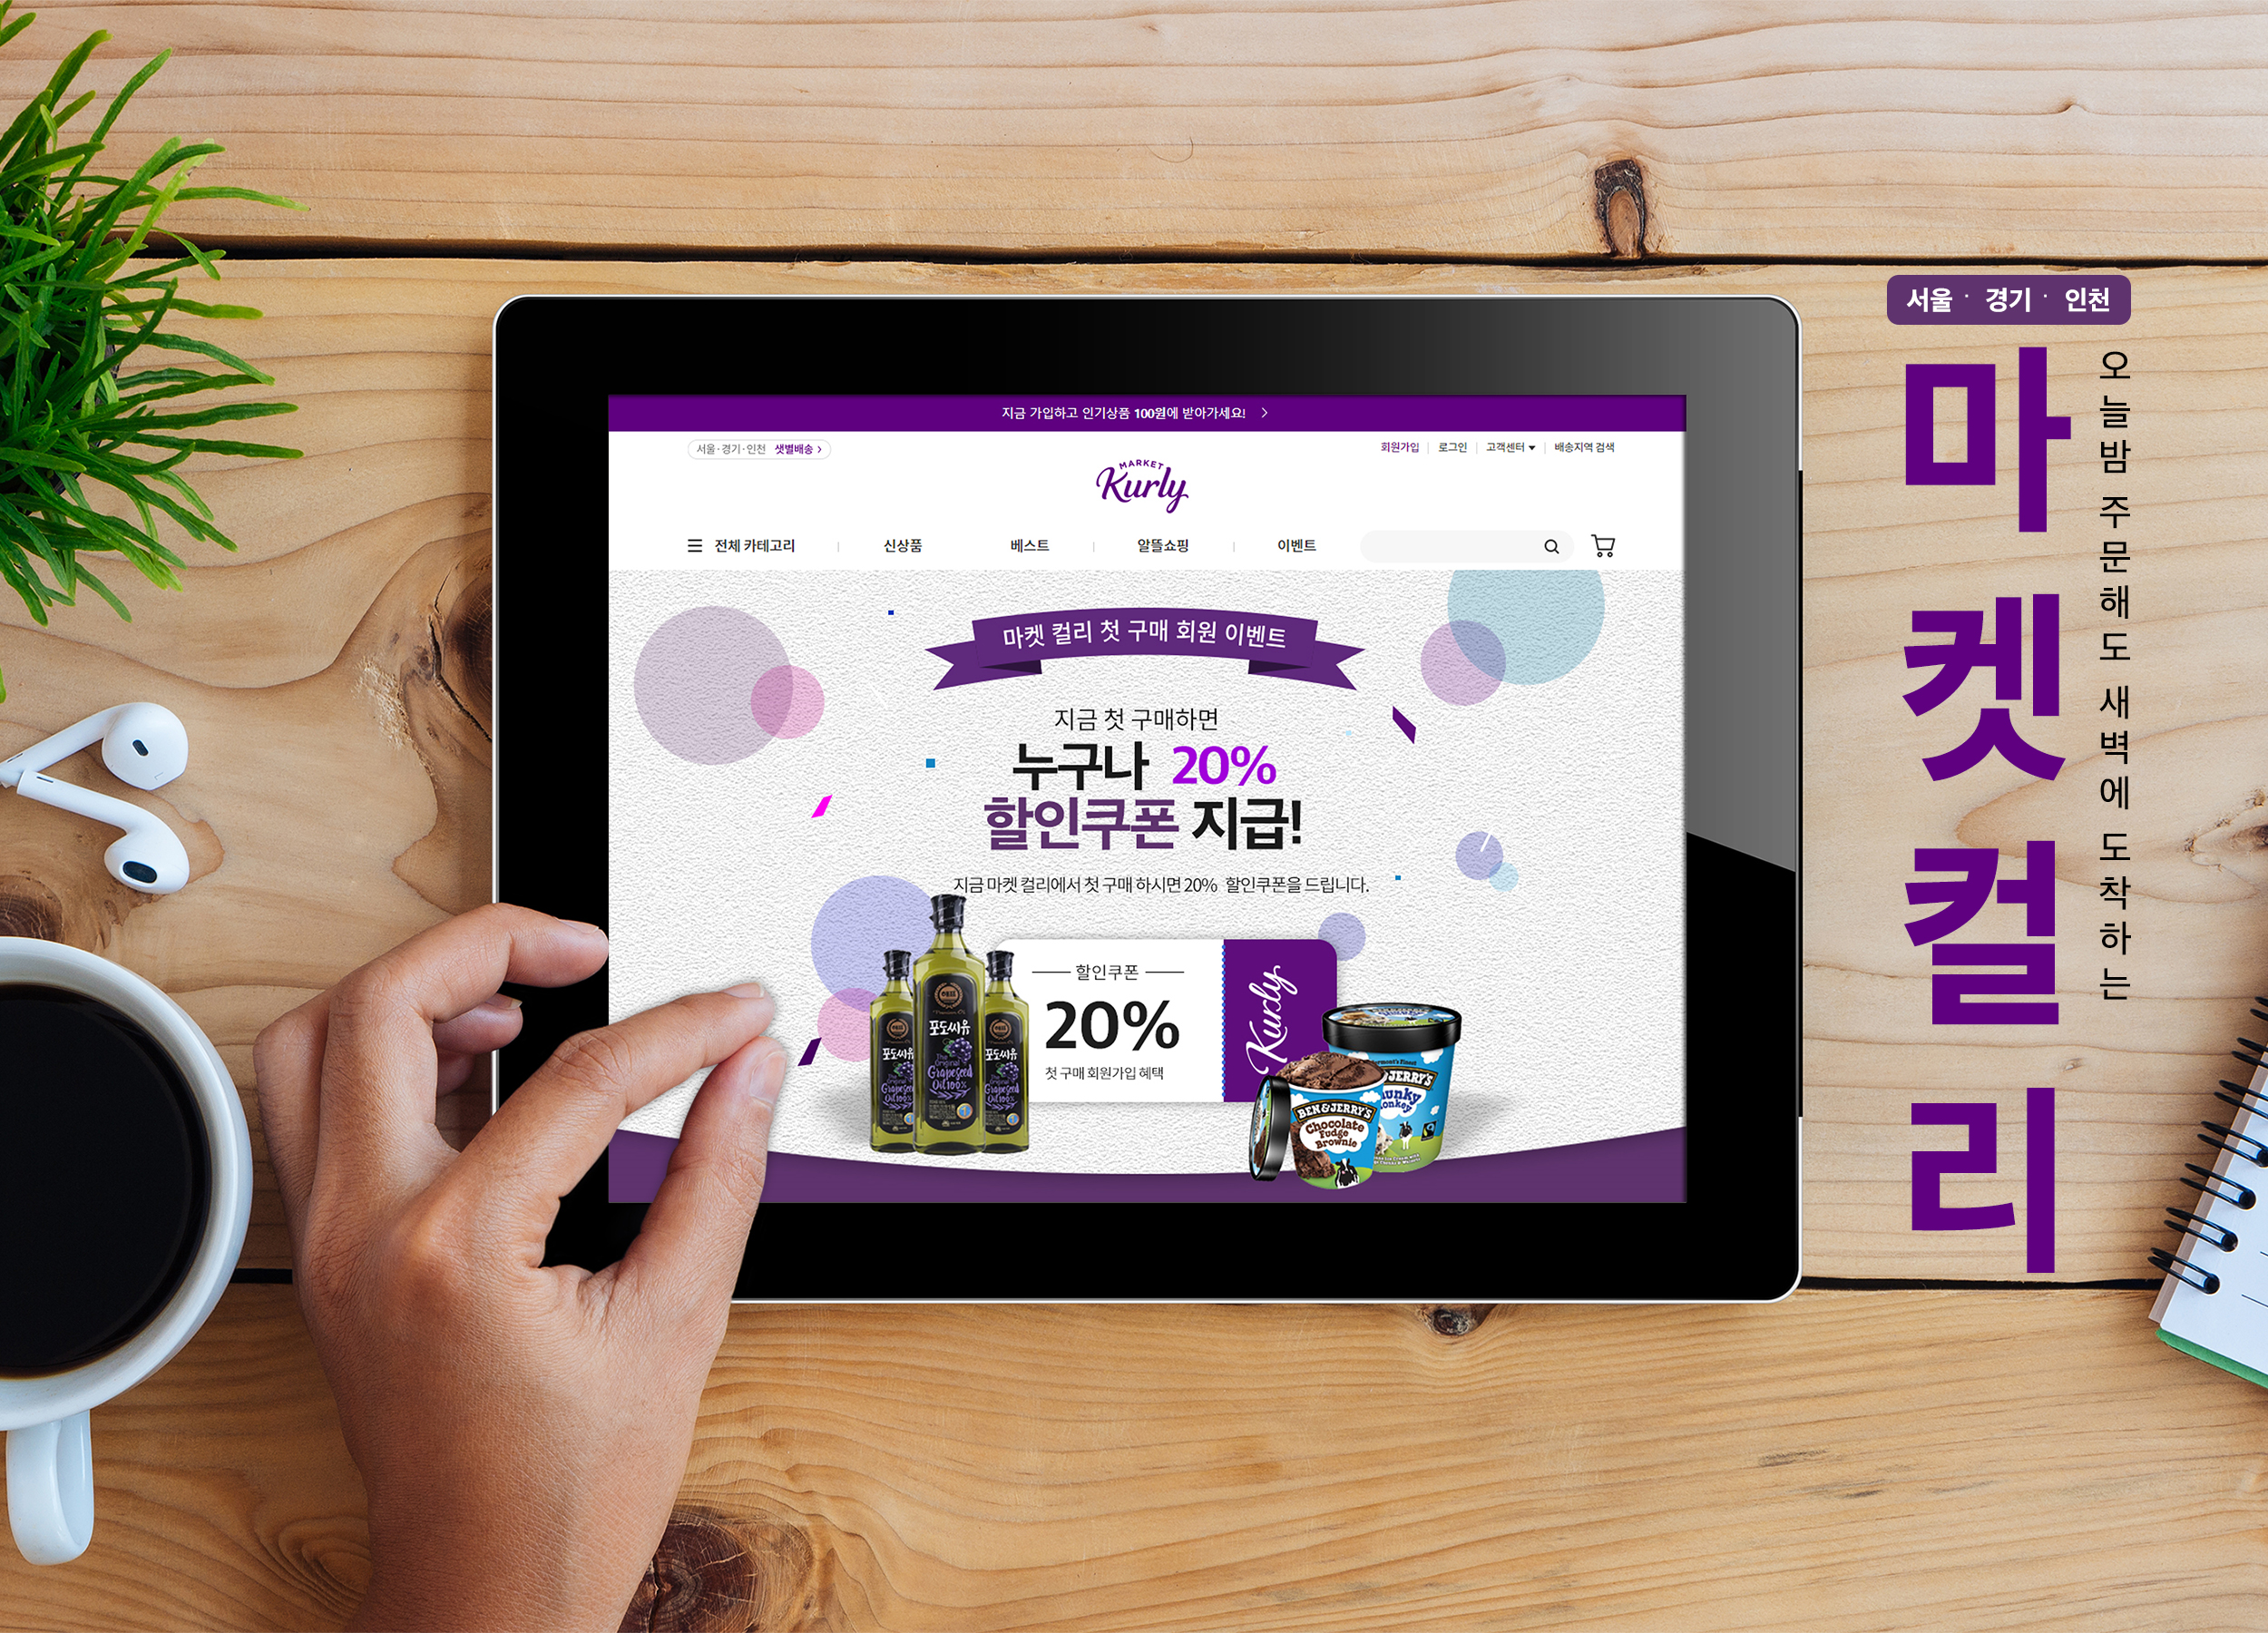 지금 가입하고 인기상품 100원에 받아가세요!
서울·경기·인천 샛별배송
회원가입 로그인 고객센터 배송지역 검색
MARKET
Kurly
전체 카테고리 신상품 베스트 알뜰쇼핑 이벤트
마켓 컬리 첫 구매 회원 이벤트
지금 첫 구매하면
누구나 20%
할인쿠폰 지급!
지금 마켓 컬리에서 첫 구매 하시면 20% 할인쿠폰을 드립니다.
할인쿠폰
20%
첫 구매 회원가입 혜택
Kurly
해표
포도씨유
The Original
Grapeseed
Oil 100%
포도씨유
Grapeseed
Oil 100%
BEN & JERRY'S
Chocolate
Fudge
Brownie
JERRY'S
서울· 경기· 인천
오늘밤 주문해도 새벽에 도착하는
마켓컬리